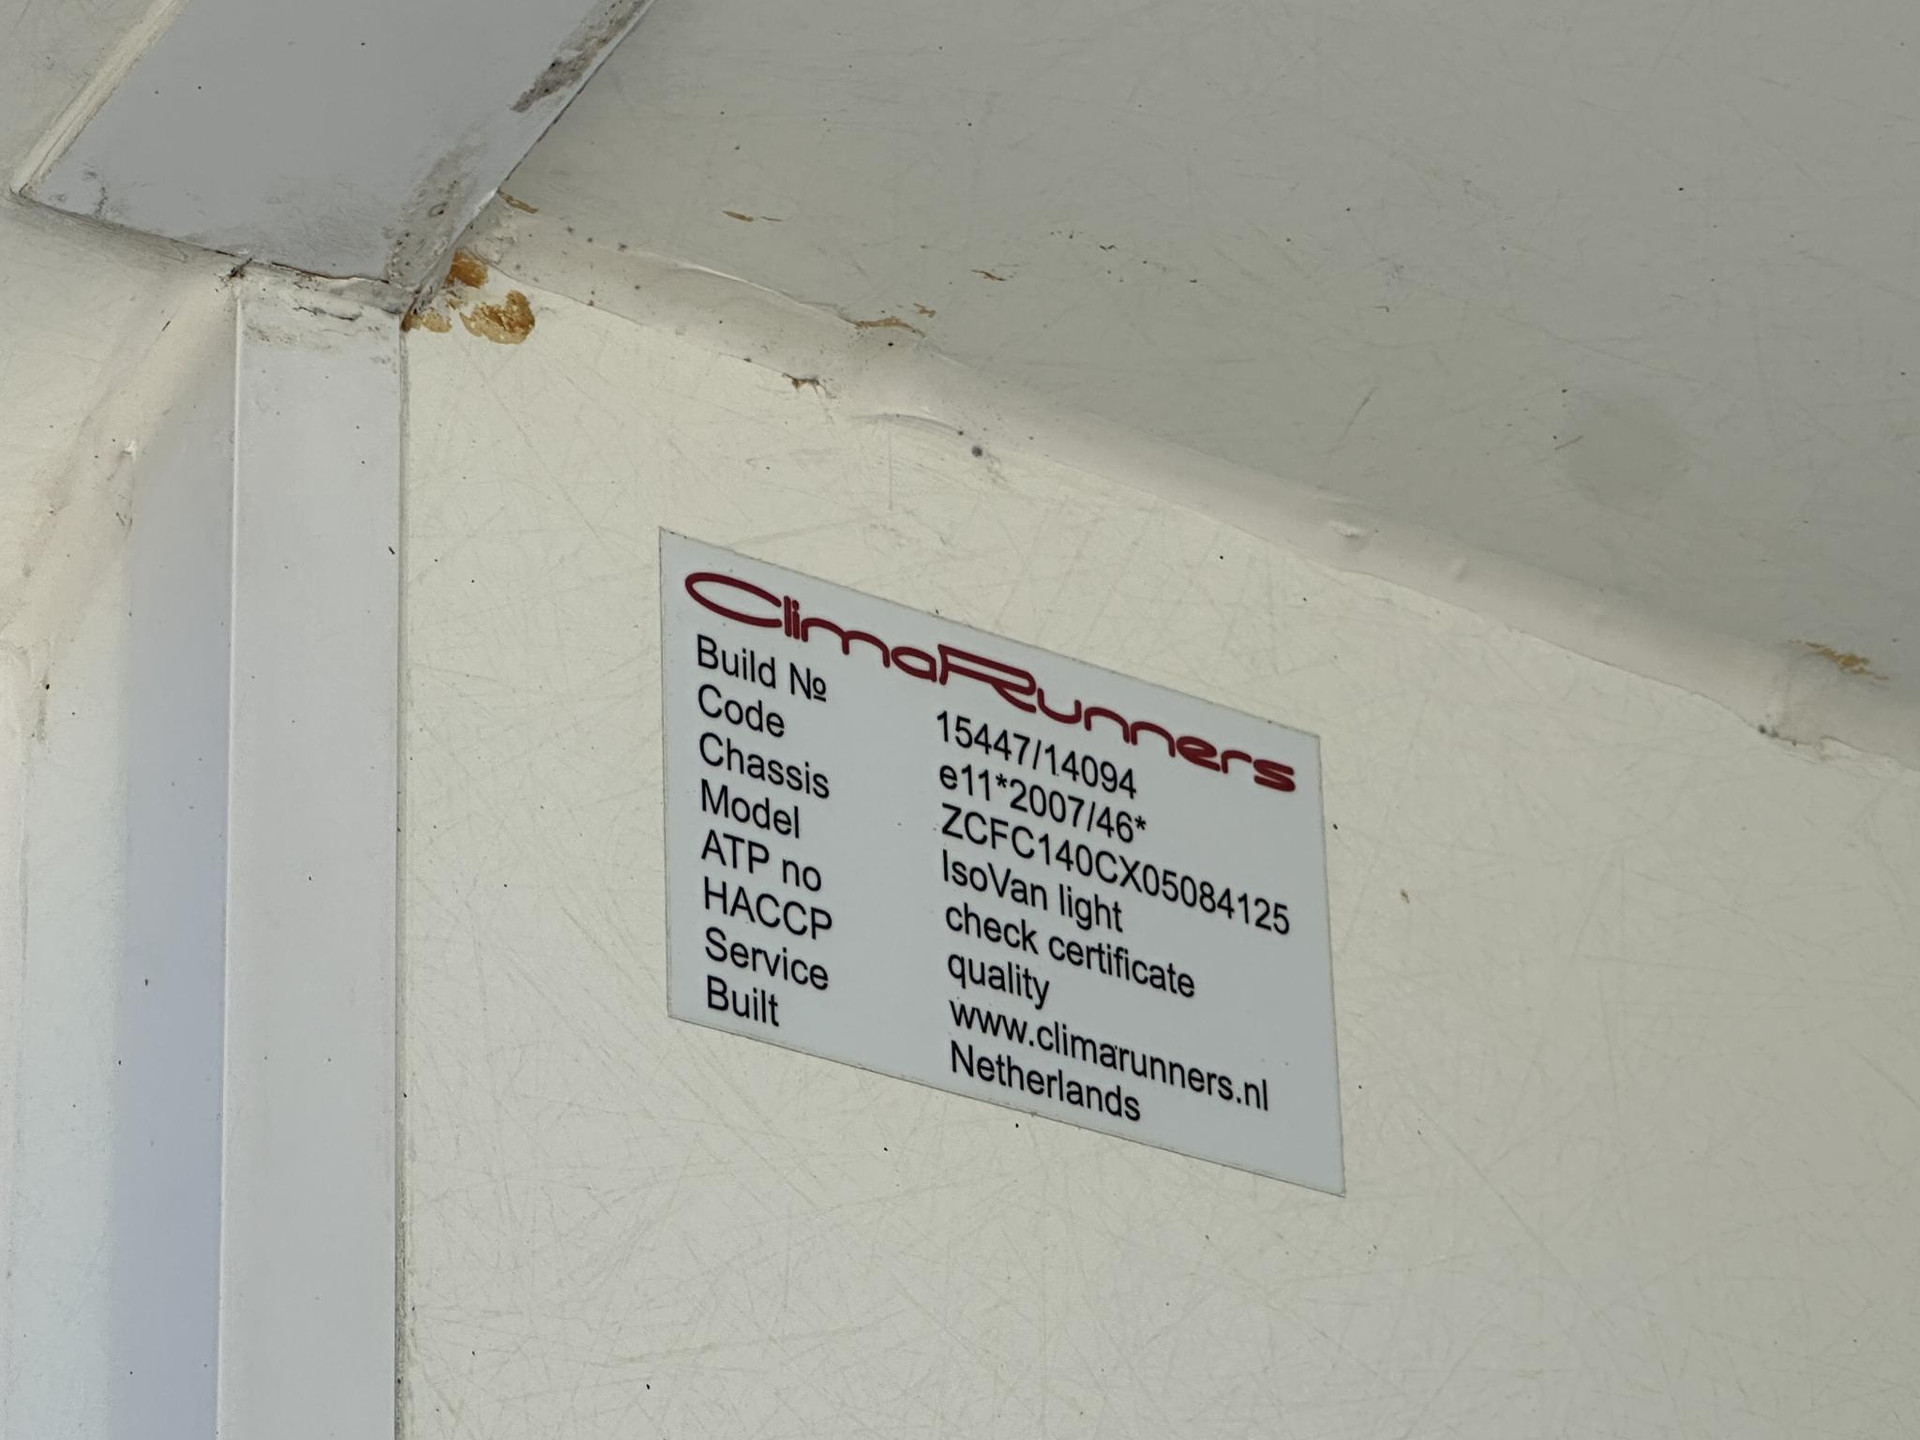 ClimaRunners
Build № 15447/14094
Code e11*2007/46*
Chassis ZCFC140CX05084125
Model IsoVan light
ATP no check certificate
HACCP quality
Service www.climarunners.nl
Built Netherlands